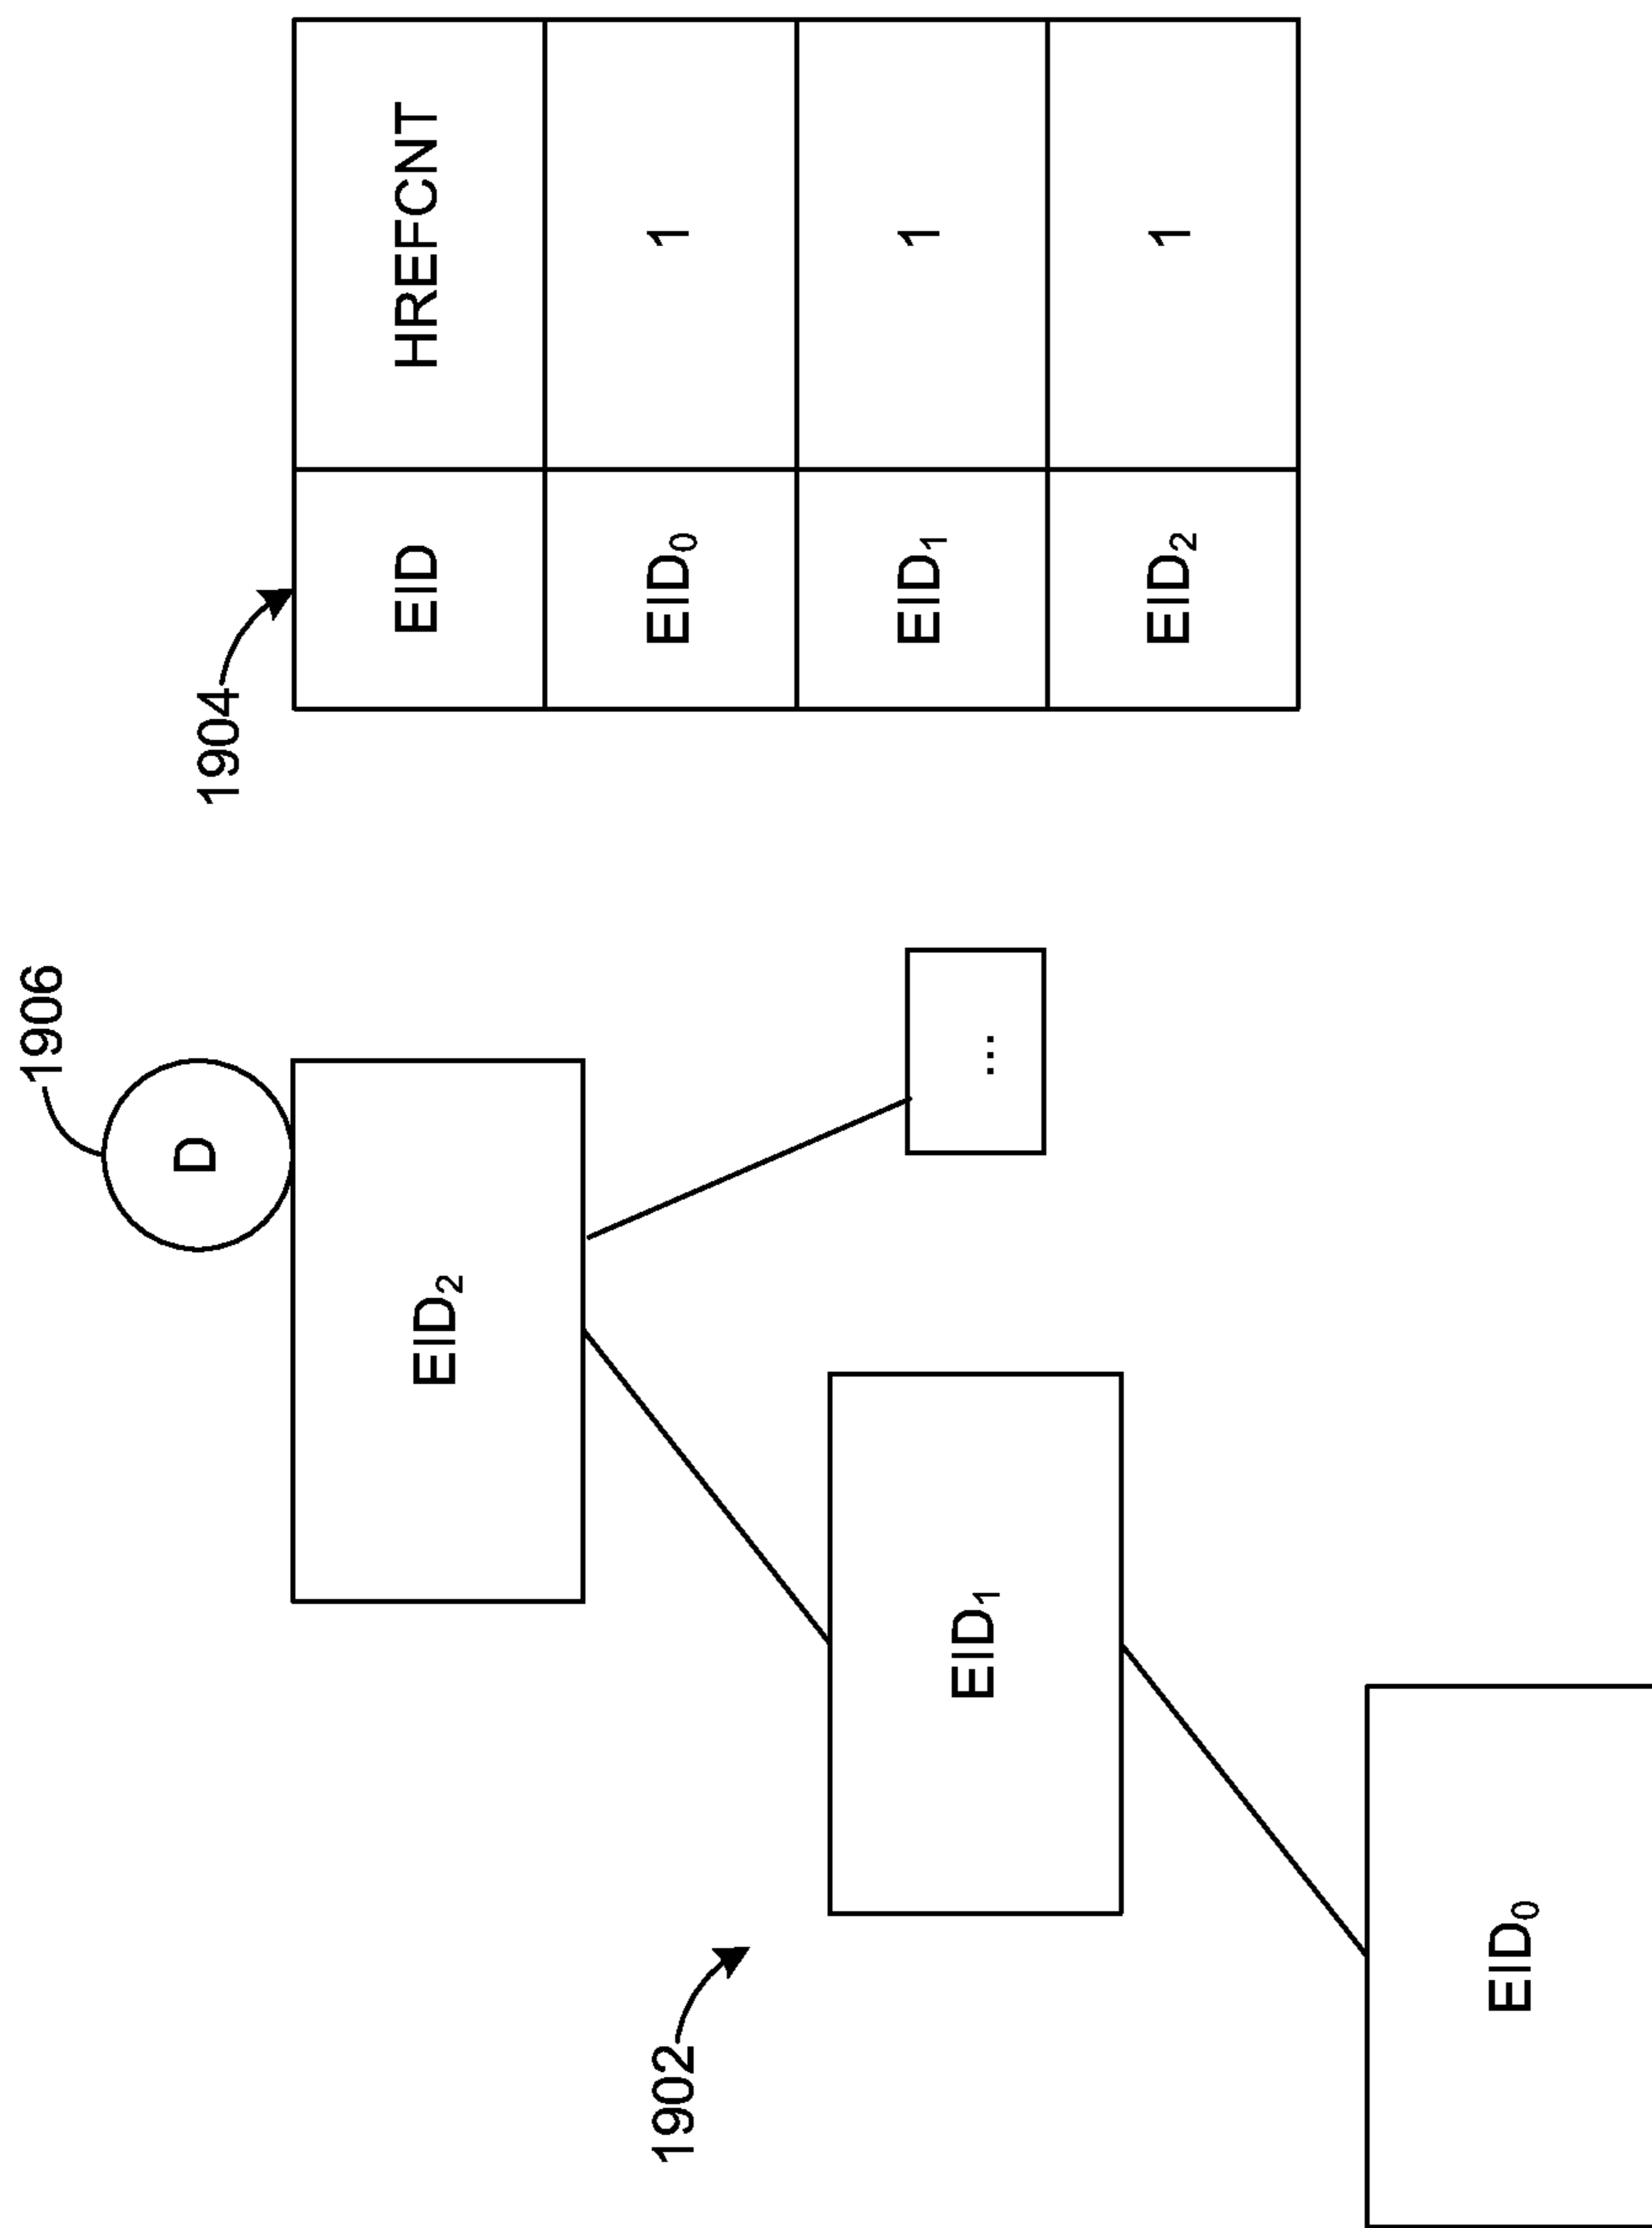 1906
D
EID₂
...
1902
EID₁
EID₀
1904
EID HREFCNT
EID₀ 1
EID₁ 1
EID₂ 1